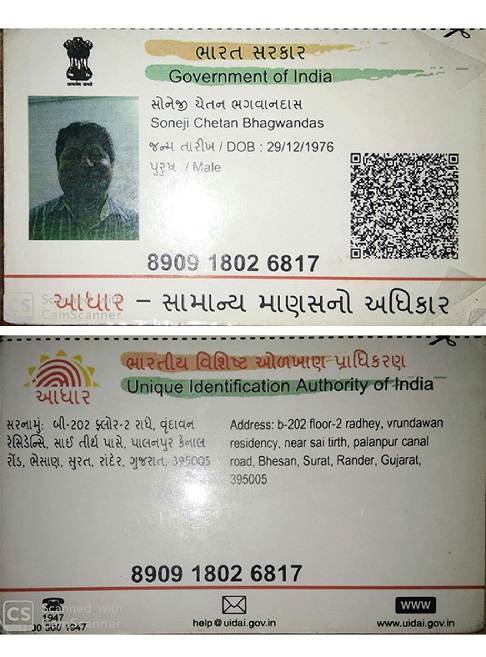 ભારત સરકાર
Government of India
સોનેજી ચેતન ભગવાનદાસ
Soneji Chetan Bhagwandas
જન્મ તારીખ / DOB : 29/12/1976
પુરુષ / Male
8909 1802 6817
આધાર – સામાન્ય માણસનો અધિકાર
CS Scanned with
CamScanner
ભારતીય વિશિષ્ટ ઓળખાણ પ્રાધિકરણ
Unique Identification Authority of India
આધાર
સરનામું: બી-202 ફ્લોર-2 રાધે, વૃંદાવન
રેસિડેન્સિ, સાઈ તીર્થ પાસે, પાલનપુર કેનાલ
રોડ, ભેસાણ, સુરત, રાંદેર, ગુજરાત, 395005
Address: b-202 floor-2 radhey, vrundawan
residency, near sai tirth, palanpur canal
road, Bhesan, Surat, Rander, Gujarat,
395005
8909 1802 6817
CS Scanned with
CamScanner
1947
300 1947
help@uidai.gov.in
www
www.uidai.gov.in